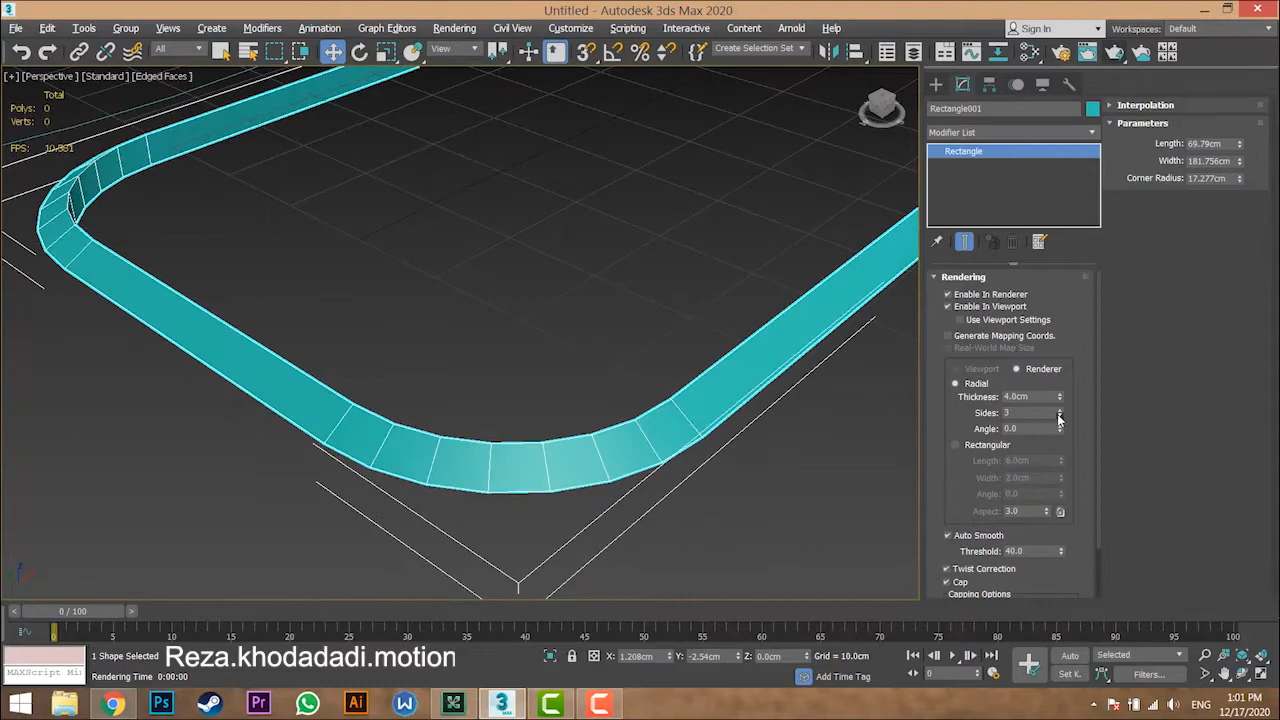 Untitled - Autodesk 3ds Max 2020
File Edit Tools Group Views Create Modifiers Animation Graph Editors Rendering Civil View Customize Scripting Interactive Content Arnold Help
Sign In Workspaces: Default
All View Create Selection Set
[+] [Perspective ] [Standard ] [Edged Faces ]
Total
Polys: 0
Verts: 0
FPS:
Rectangle001
Modifier List
Rectangle
Interpolation
Parameters
Length: 69.79cm
Width: 181.756cm
Corner Radius: 17.277cm
Rendering
Enable In Renderer
Enable In Viewport
Use Viewport Settings
Generate Mapping Coords.
Real-World Map Size
Viewport Renderer
Radial
Thickness: 4.0cm
Sides: 3
Angle: 0.0
Rectangular
Length: 6.0cm
Width: 2.0cm
Angle: 0.0
Aspect: 3.0
Auto Smooth
Threshold: 40.0
Twist Correction
Cap
Capping Options
0 / 100
0 5 10 15 20 25 30 35 40 45 50 55 60 65 70 75 80 85 90 95 100
1 Shape Selected
Reza.khodadadi.motion
X: 1.208cm Y: -2.54cm Z: 0.0cm Grid = 10.0cm
Auto Selected
MAXScript Mi
Rendering Time 0:00:00
Add Time Tag
0
Set K. Filters...
Ps Pr Ai W 3 MAX C C
ENG
1:01 PM
12/17/2020